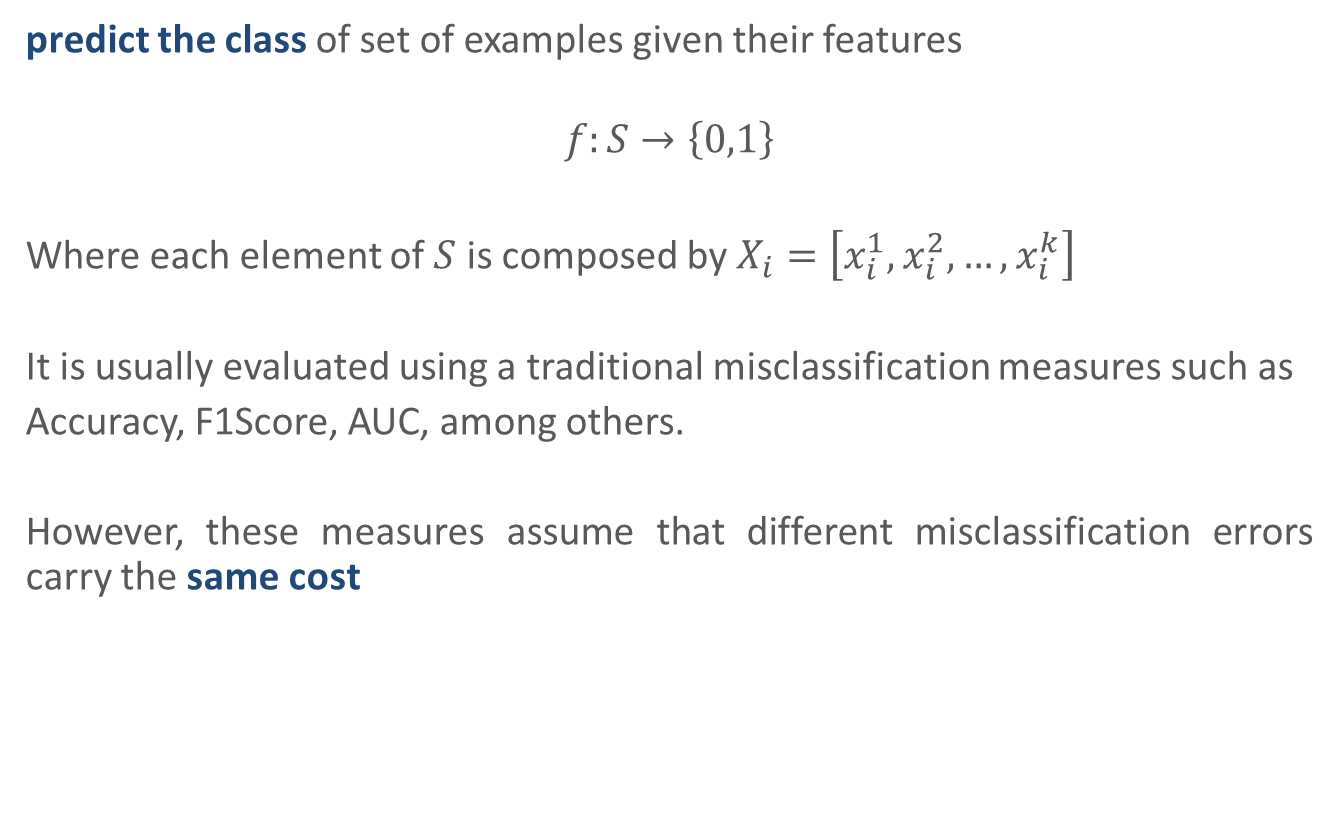 predict the class of set of examples given their features
f: S → {0,1}
Where each element of S is composed by X_i = [x_i^1, x_i^2, ..., x_i^k]
It is usually evaluated using a traditional misclassification measures such as
Accuracy, F1Score, AUC, among others.
However, these measures assume that different misclassification errors
carry the same cost